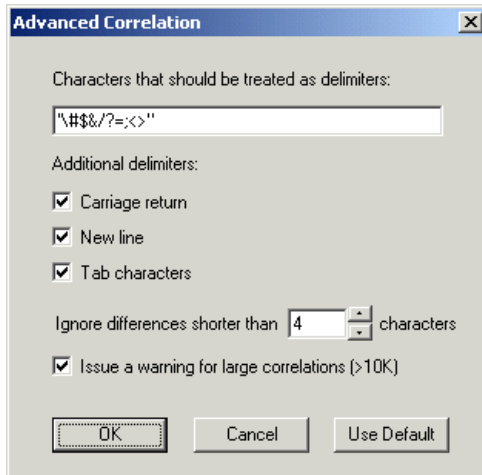 Advanced Correlation
Characters that should be treated as delimiters:
"\#$&/?=;<>"
Additional delimiters:
Carriage return
New line
Tab characters
Ignore differences shorter than 4 characters
Issue a warning for large correlations (>10K)
OK Cancel Use Default